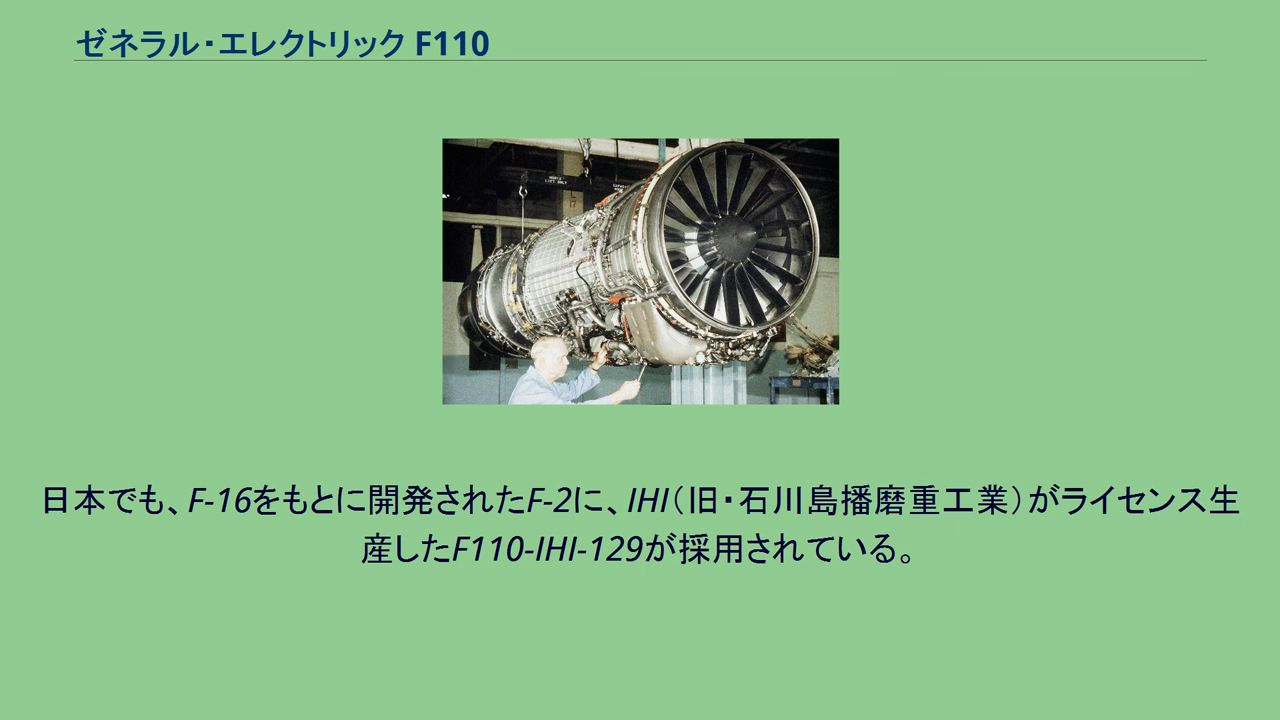 ゼネラル・エレクトリック F110
日本でも、F-16をもとに開発されたF-2に、IHI（旧・石川島播磨重工業）がライセンス生
産したF110-IHI-129が採用されている。